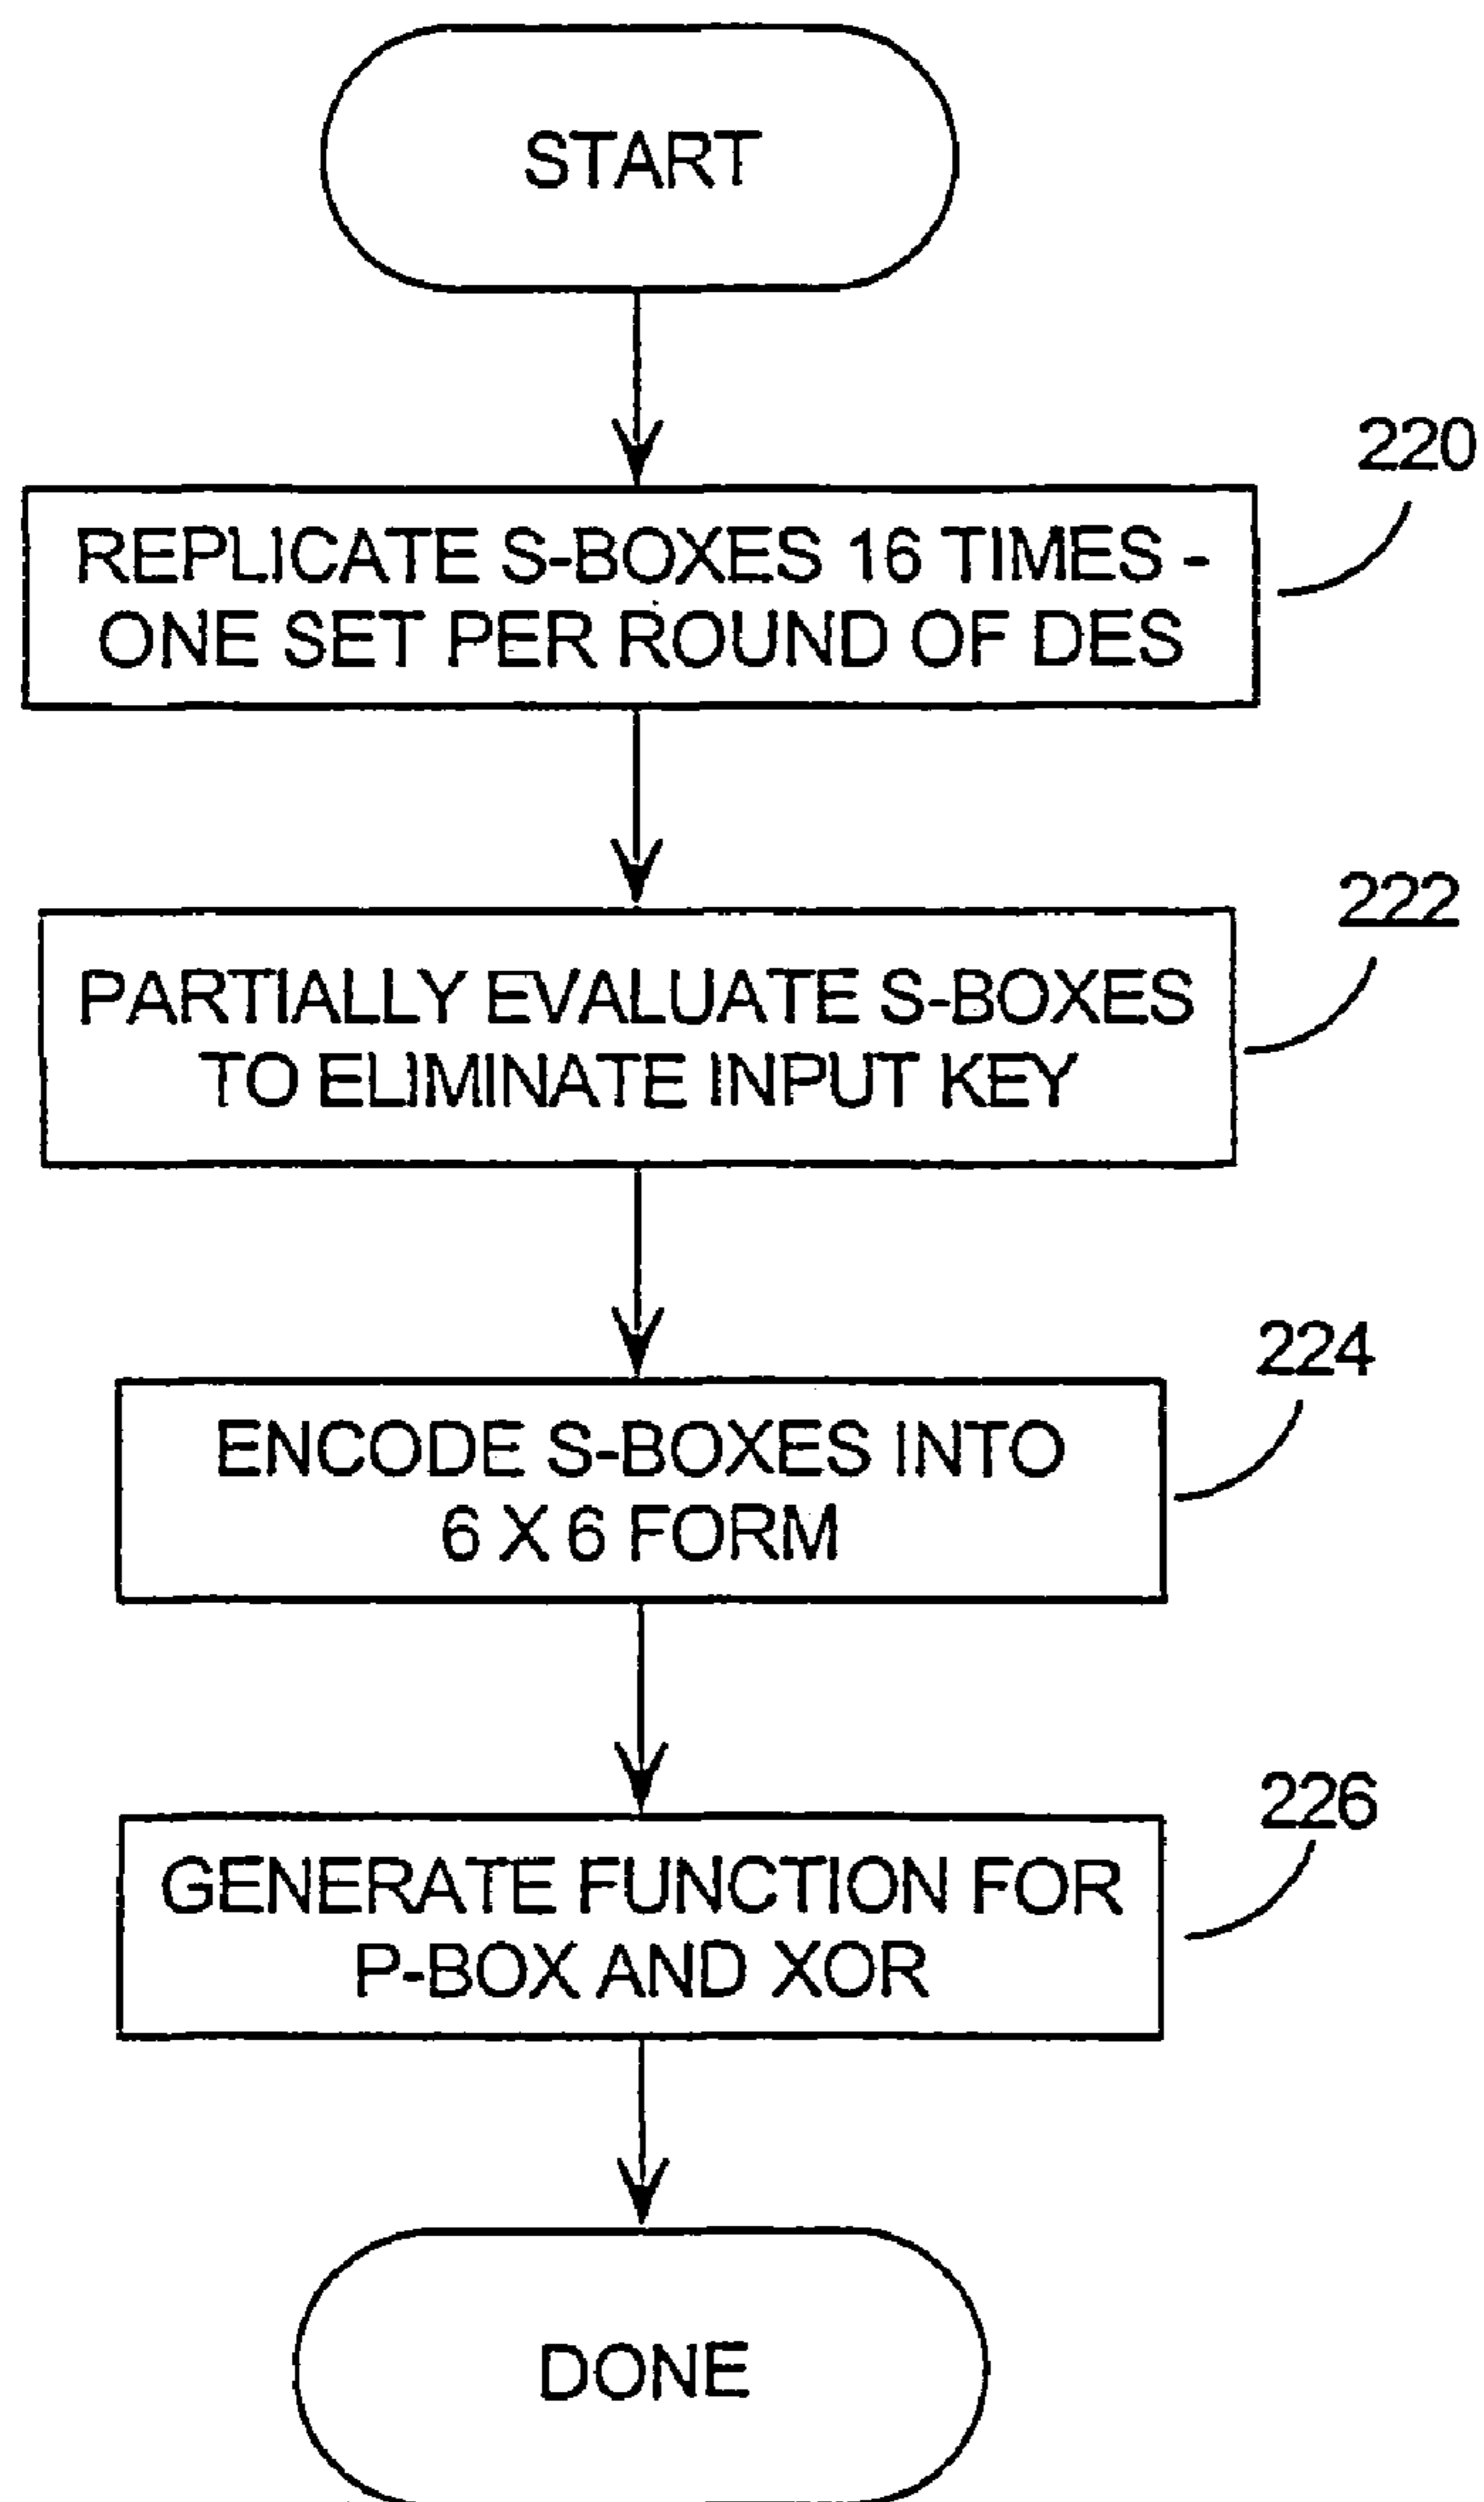 START
220
REPLICATE S-BOXES 16 TIMES -
ONE SET PER ROUND OF DES
222
PARTIALLY EVALUATE S-BOXES
TO ELIMINATE INPUT KEY
224
ENCODE S-BOXES INTO
6 X 6 FORM
226
GENERATE FUNCTION FOR
P-BOX AND XOR
DONE